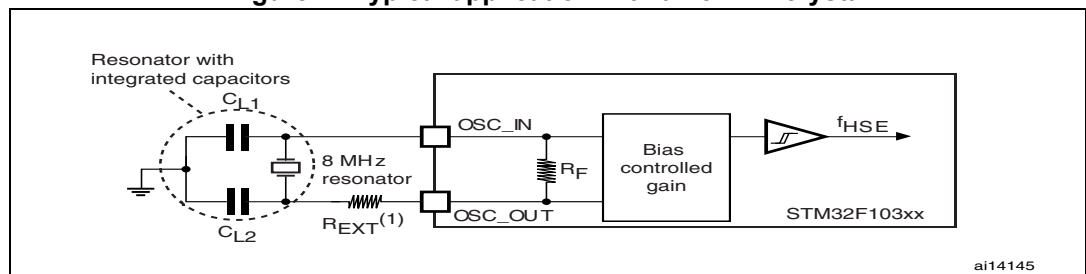 Resonator with
integrated capacitors
CL1
OSC_IN
fHSE
8 MHz
resonator
RF
Bias
controlled
gain
REXT(1)
OSC_OUT
STM32F103xx
CL2
ai14145